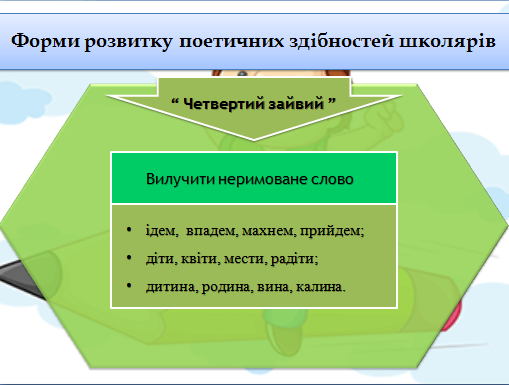 Форми розвитку поетичних здібностей школярів
“ Четвертий зайвий ”
Вилучити неримоване слово
• ідем, впадем, махнем, прийдем;
• діти, квіти, мести, радіти;
• дитина, родина, вина, калина.